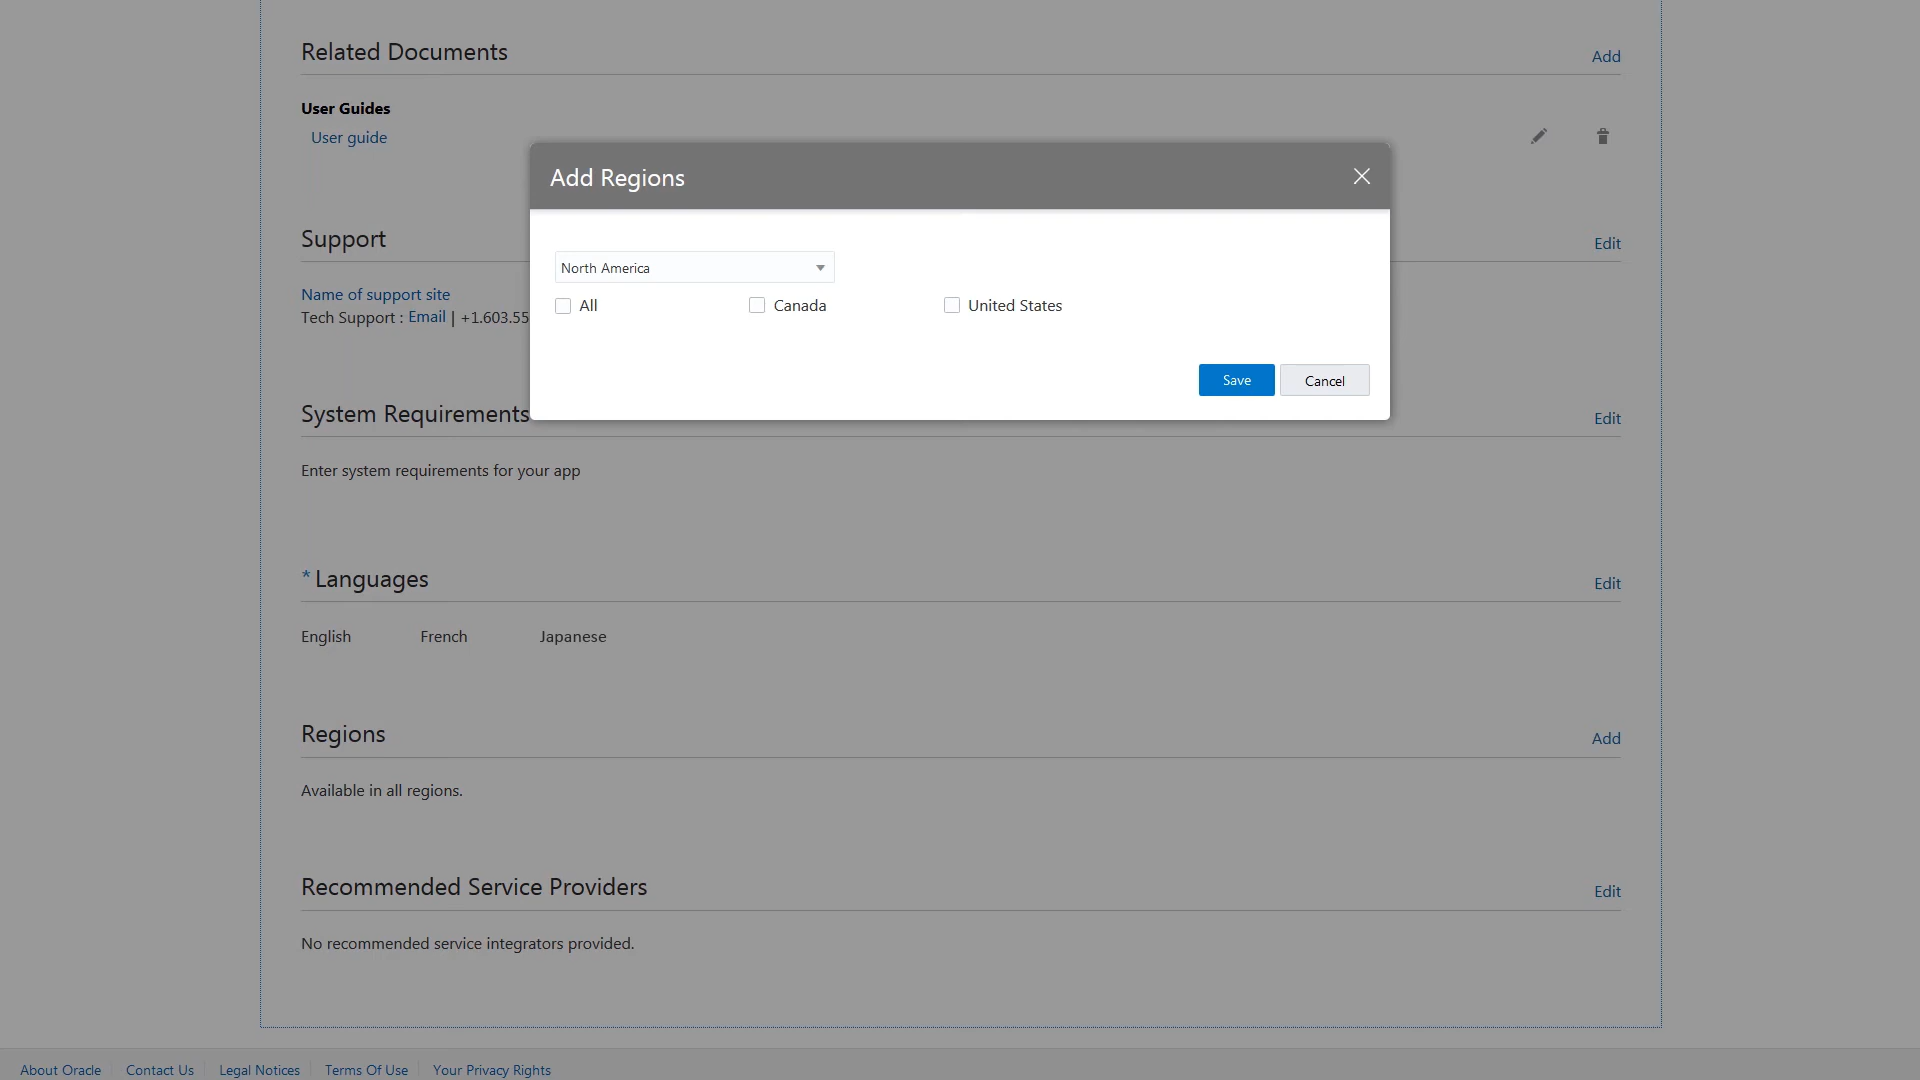 Related Documents
Add
User Guides
User guide
Add Regions
Support
Edit
North America
Name of support site
All
Canada
United States
Tech Support : Email | +1.603.55
Save
Cancel
System Requirements
Edit
Enter system requirements for your app
* Languages
Edit
English
French
Japanese
Regions
Add
Available in all regions.
Recommended Service Providers
Edit
No recommended service integrators provided.
About Oracle
Contact Us
Legal Notices
Terms Of Use
Your Privacy Rights